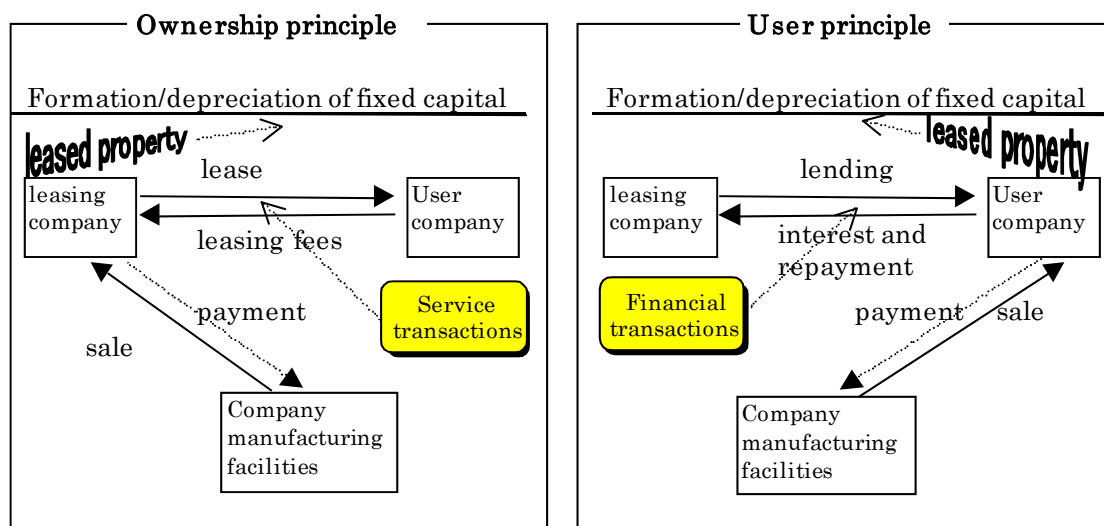 Ownership principle
Formation/depreciation of fixed capital
leased property
lease
leasing
company
User
company
leasing fees
Service
transactions
payment
sale
Company
manufacturing
facilities
User principle
Formation/depreciation of fixed capital
leased property
lending
leasing
company
User
company
interest and
repayment
Financial
transactions
payment
sale
Company
manufacturing
facilities